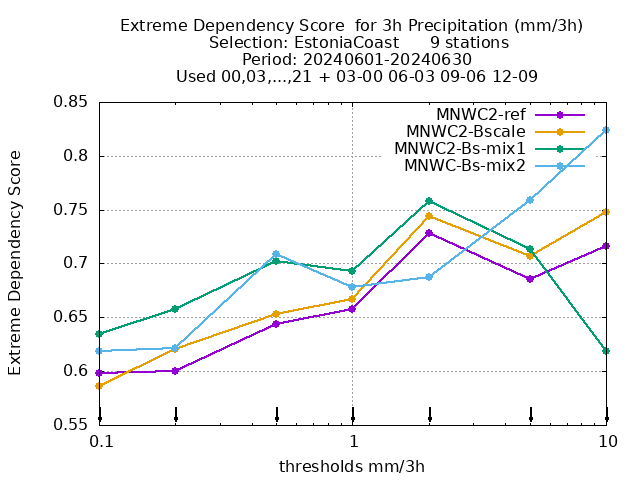 Extreme Dependency Score  for 3h Precipitation (mm/3h)
Selection: EstoniaCoast      9 stations
Period: 20240601-20240630
Used 00,03,...,21 + 03-00 06-03 09-06 12-09
MNWC2-ref
MNWC2-Bscale
MNWC2-Bs-mix1
MNWC-Bs-mix2
Extreme Dependency Score
0.85
0.8
0.75
0.7
0.65
0.6
0.55
0.1 1 10
thresholds mm/3h